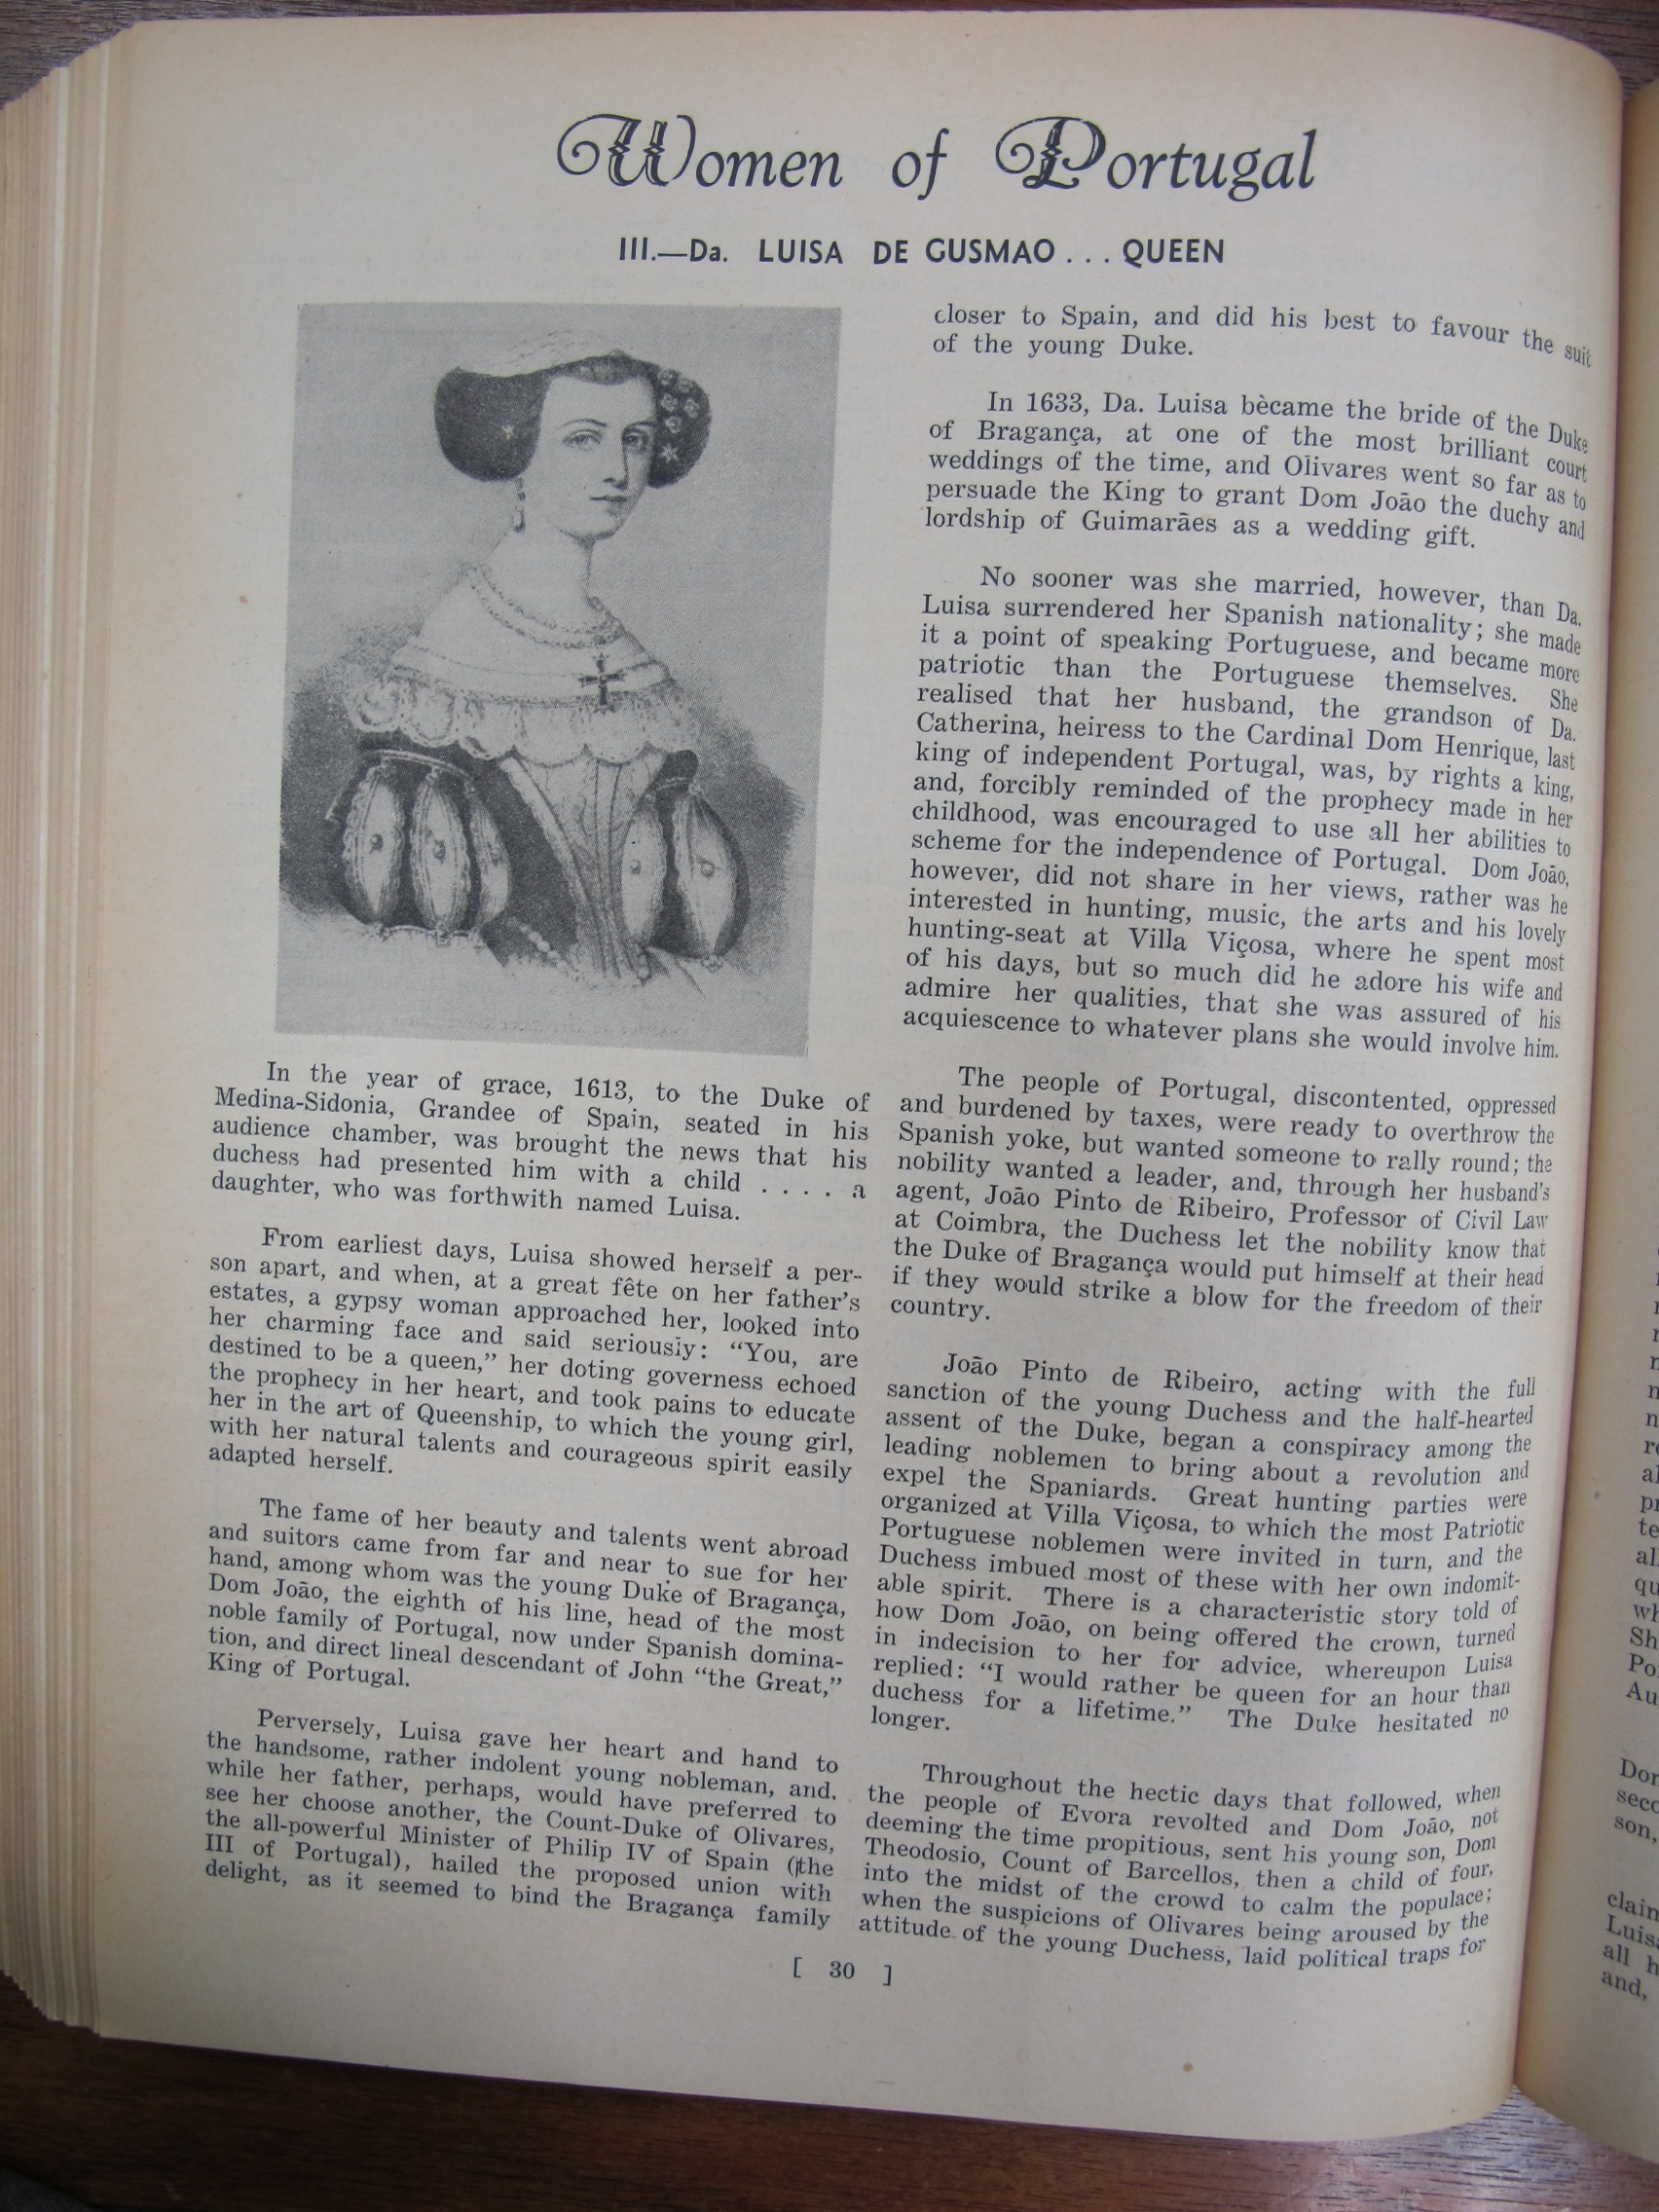 Women of Portugal
III.—Da. LUISA DE GUSMAO . . . QUEEN
In the year of grace, 1613, to the Duke of
Medina-Sidonia, Grandee of Spain, seated in his
audience chamber, was brought the news that his
duchess had presented him with a child . . . . a
daughter, who was forthwith named Luisa.
From earliest days, Luisa showed herself a per-
son apart, and when, at a great fête on her father's
estates, a gypsy woman approached her, looked into
her charming face and said seriously: "You, are
destined to be a queen," her doting governess echoed
the prophecy in her heart, and took pains to educate
her in the art of Queenship, to which the young girl,
with her natural talents and courageous spirit easily
adapted herself.
The fame of her beauty and talents went abroad
and suitors came from far and near to sue for her
hand, among whom was the young Duke of Bragança,
Dom João, the eighth of his line, head of the most
noble family of Portugal, now under Spanish domina-
tion, and direct lineal descendant of John "the Great,"
King of Portugal.
Perversely, Luisa gave her heart and hand to
the handsome, rather indolent young nobleman, and,
while her father, perhaps, would have preferred to
see her choose another, the Count-Duke of Olivares,
the all-powerful Minister of Philip IV of Spain (the
III of Portugal), hailed the proposed union with
delight, as it seemed to bind the Bragança family
closer to Spain, and did his best to favour the suit
of the young Duke.
In 1633, Da. Luisa bècame the bride of the Duke
of Bragança, at one of the most brilliant court
weddings of the time, and Olivares went so far as to
persuade the King to grant Dom João the duchy and
lordship of Guimarães as a wedding gift.
No sooner was she married, however, than Da.
Luisa surrendered her Spanish nationality; she made
it a point of speaking Portuguese, and became more
patriotic than the Portuguese themselves. She
realised that her husband, the grandson of Da.
Catherina, heiress to the Cardinal Dom Henrique, last
king of independent Portugal, was, by rights a king,
and, forcibly reminded of the prophecy made in her
childhood, was encouraged to use all her abilities to
scheme for the independence of Portugal. Dom João,
however, did not share in her views, rather was he
interested in hunting, music, the arts and his lovely
hunting-seat at Villa Viçosa, where he spent most
of his days, but so much did he adore his wife and
admire her qualities, that she was assured of his
acquiescence to whatever plans she would involve him.
The people of Portugal, discontented, oppressed
and burdened by taxes, were ready to overthrow the
Spanish yoke, but wanted someone to rally round; the
nobility wanted a leader, and, through her husband's
agent, João Pinto de Ribeiro, Professor of Civil Law
at Coimbra, the Duchess let the nobility know that
the Duke of Bragança would put himself at their head
if they would strike a blow for the freedom of their
country.
João Pinto de Ribeiro, acting with the full
sanction of the young Duchess and the half-hearted
assent of the Duke, began a conspiracy among the
leading noblemen to bring about a revolution and
expel the Spaniards. Great hunting parties were
organized at Villa Viçosa, to which the most Patriotic
Portuguese noblemen were invited in turn, and the
Duchess imbued most of these with her own indomit-
able spirit. There is a characteristic story told of
how Dom João, on being offered the crown, turned
in indecision to her for advice, whereupon Luisa
replied: "I would rather be queen for an hour than
duchess for a lifetime." The Duke hesitated no
longer.
Throughout the hectic days that followed, when
the people of Evora revolted and Dom João, not
deeming the time propitious, sent his young son, Dom
Theodosio, Count of Barcellos, then a child of four,
into the midst of the crowd to calm the populace;
when the suspicions of Olivares being aroused by the
attitude of the young Duchess, laid political traps for
[ 30 ]